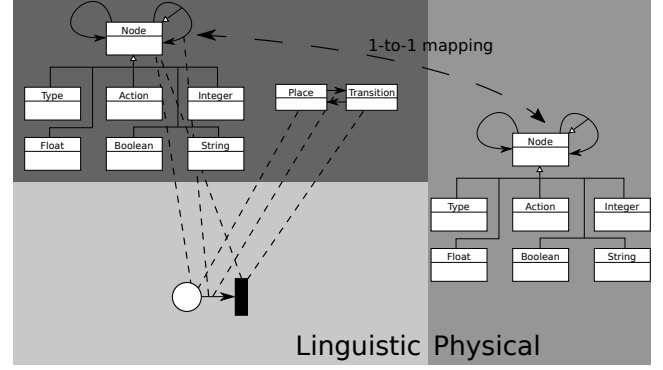 Node
1-to-1 mapping
Type Action Integer
Place Transition
Float Boolean String
Node
Type Action Integer
Float Boolean String
Linguistic Physical